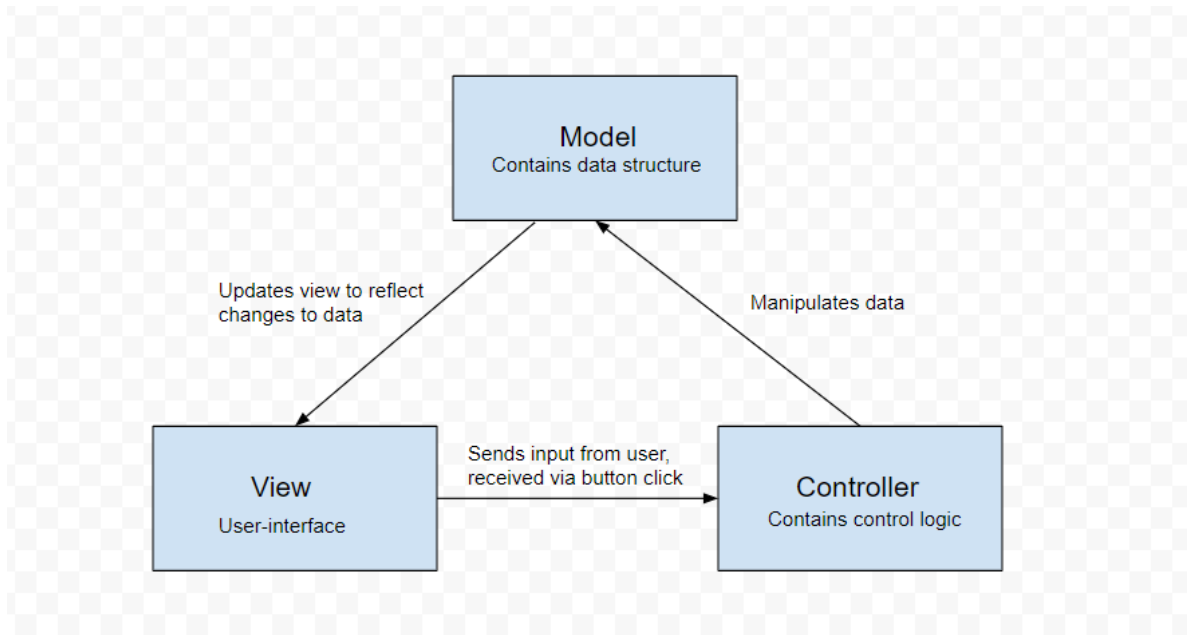 Model
Contains data structure
Updates view to reflect
changes to data
Manipulates data
Sends input from user,
received via button click
View
User-interface
Controller
Contains control logic